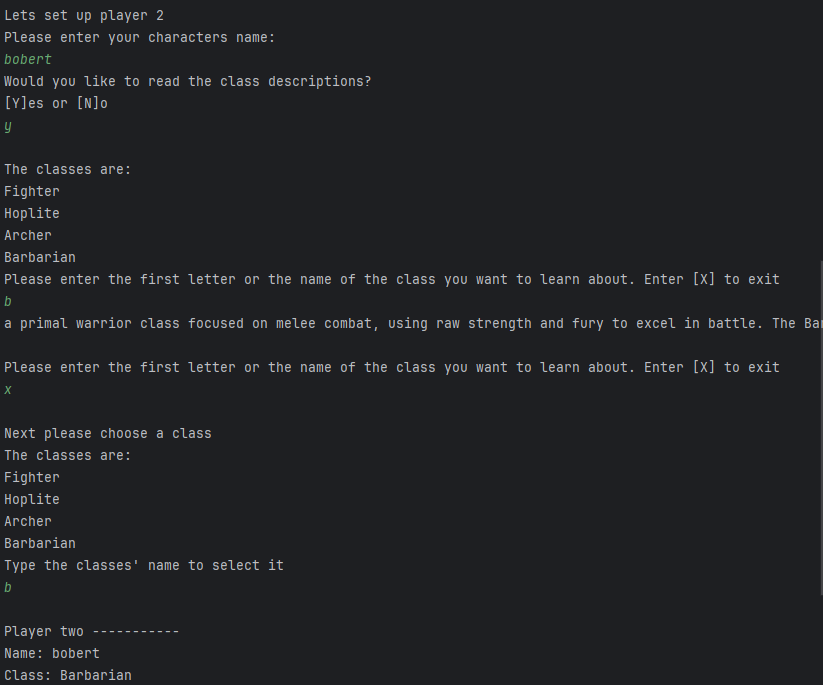 Lets set up player 2
Please enter your characters name:
bobert
Would you like to read the class descriptions?
[Y]es or [N]o
y
The classes are:
Fighter
Hoplite
Archer
Barbarian
Please enter the first letter or the name of the class you want to learn about. Enter [X] to exit
b
a primal warrior class focused on melee combat, using raw strength and fury to excel in battle. The
Please enter the first letter or the name of the class you want to learn about. Enter [X] to exit
x
Next please choose a class
The classes are:
Fighter
Hoplite
Archer
Barbarian
Type the classes' name to select it
b
Player two -----------
Name: bobert
Class: Barbarian